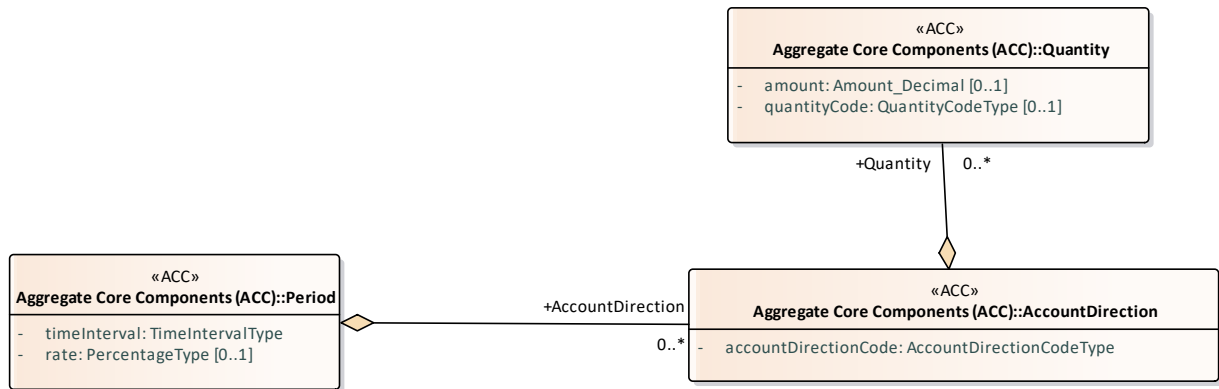 «ACC»
Aggregate Core Components (ACC)::Quantity
- amount: Amount_Decimal [0..1]
- quantityCode: QuantityCodeType [0..1]
+Quantity 0..*
«ACC»
Aggregate Core Components (ACC)::Period
- timeInterval: TimeIntervalType
- rate: PercentageType [0..1]
+AccountDirection
0..*
«ACC»
Aggregate Core Components (ACC)::AccountDirection
- accountDirectionCode: AccountDirectionCodeType